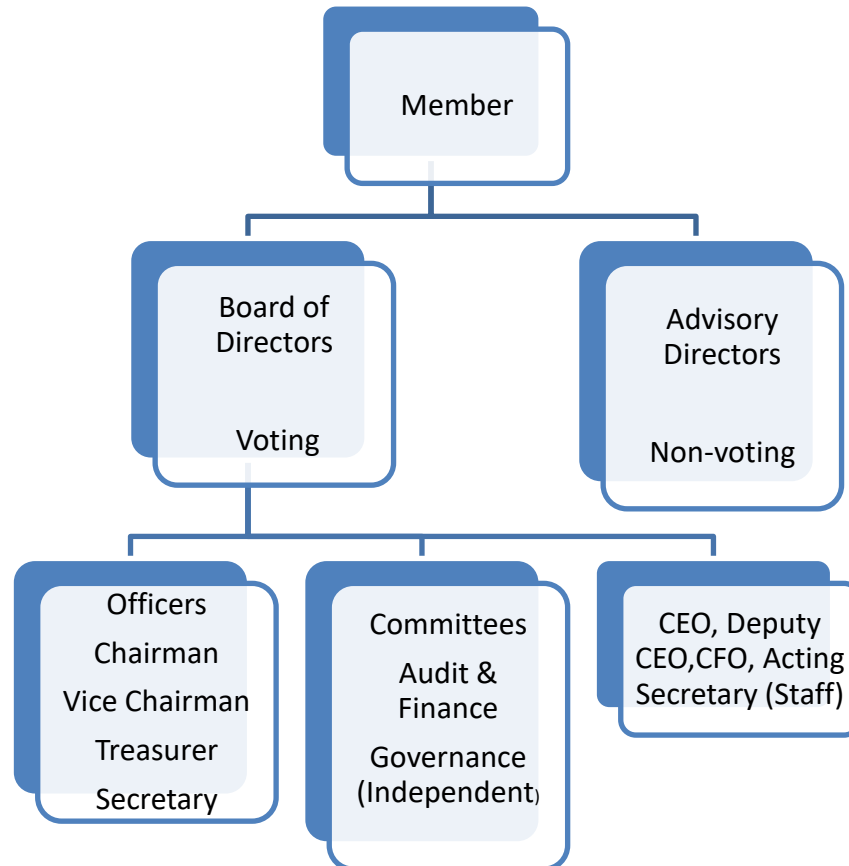 Member
Board of
Directors
Voting
Advisory
Directors
Non-voting
Officers
Chairman
Vice Chairman
Treasurer
Secretary
Committees
Audit &
Finance
Governance
(Independent)
CEO, Deputy
CEO,CFO, Acting
Secretary (Staff)